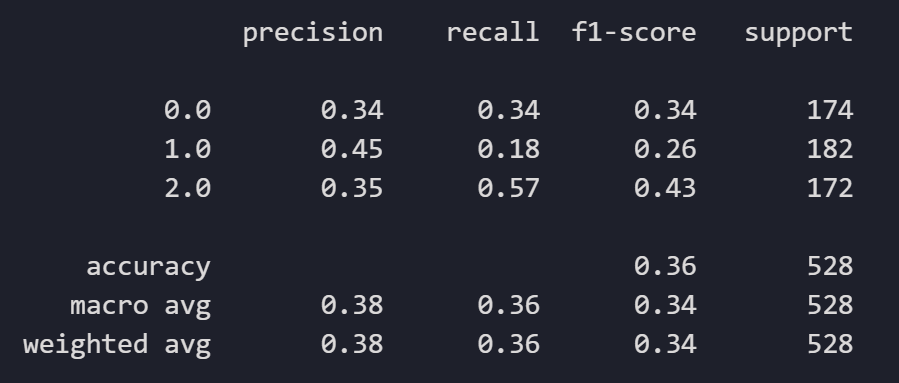 precision recall f1-score support
0.0 0.34 0.34 0.34 174
1.0 0.45 0.18 0.26 182
2.0 0.35 0.57 0.43 172
accuracy 0.36 528
macro avg 0.38 0.36 0.34 528
weighted avg 0.38 0.36 0.34 528